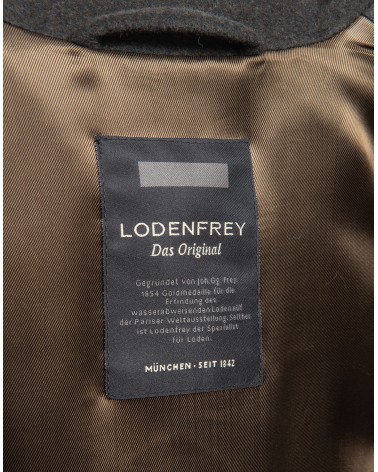 LODENFREY
Das Original
Gegründet von Joh. Gg. Frey
1854 Goldmedaille für die
Erfindung des
wasserabweisenden Loden auf
der Pariser Weltausstellung. Seither
ist Lodenfrey der Spezialist
für Loden.
MÜNCHEN · SEIT 1842